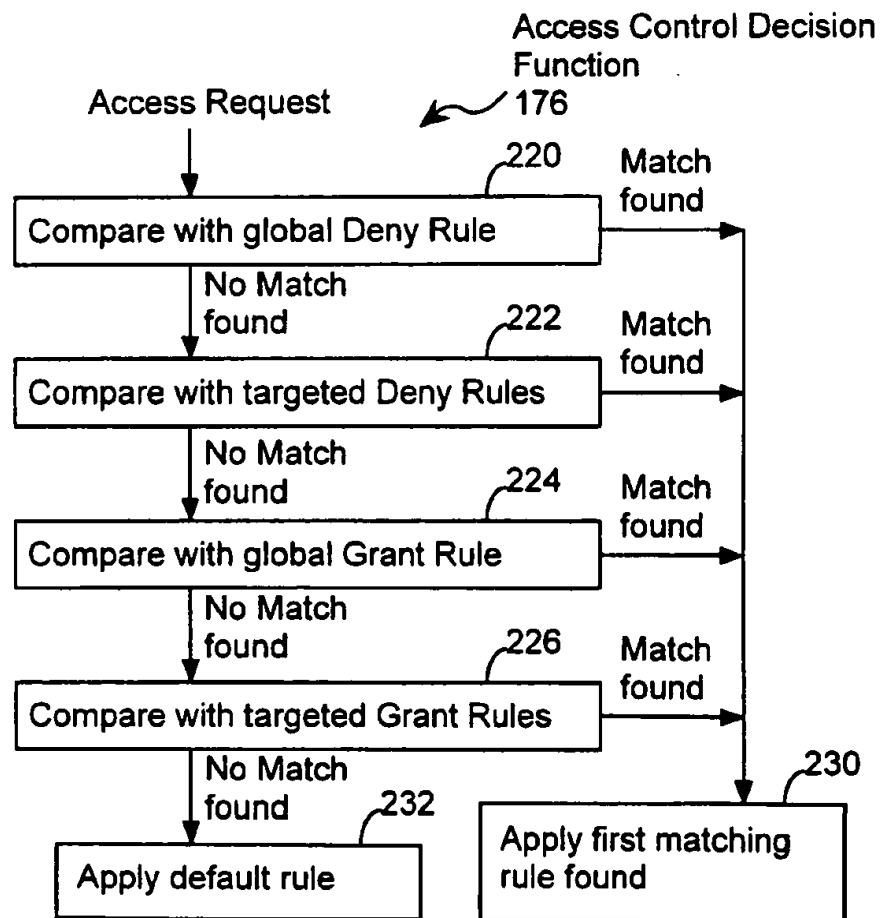 Access Control Decision
Function
176
Access Request
220
Match
found
Compare with global Deny Rule
No Match
found
222
Match
found
Compare with targeted Deny Rules
No Match
found
224
Match
found
Compare with global Grant Rule
No Match
found
226
Match
found
Compare with targeted Grant Rules
No Match
found
232
230
Apply default rule
Apply first matching
rule found